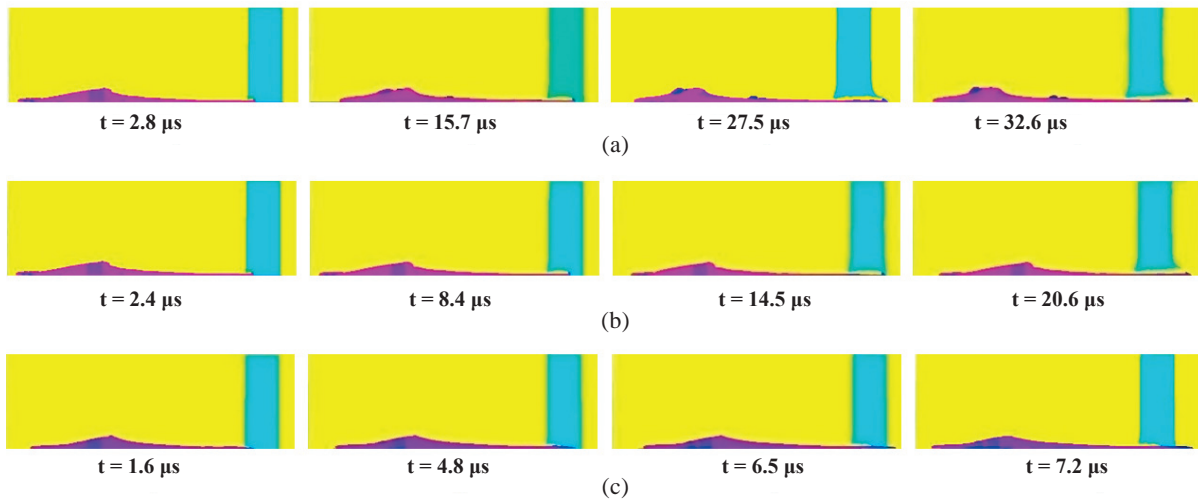 t = 2.8 μs t = 15.7 μs t = 27.5 μs t = 32.6 μs
(a)
t = 2.4 μs t = 8.4 μs t = 14.5 μs t = 20.6 μs
(b)
t = 1.6 μs t = 4.8 μs t = 6.5 μs t = 7.2 μs
(c)